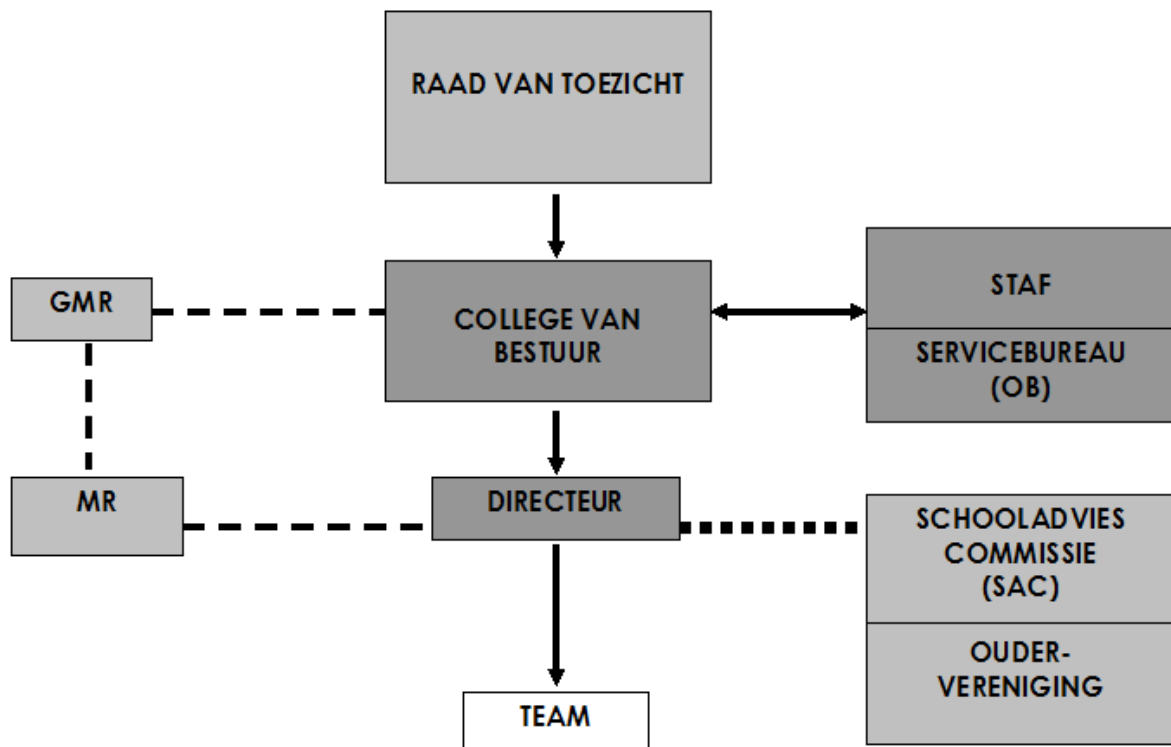 RAAD VAN TOEZICHT
GMR
COLLEGE VAN
BESTUUR
STAF
SERVICEBUREAU
(OB)
MR
DIRECTEUR
SCHOOLADVIES
COMMISSIE
(SAC)
OUDER-
VERENIGING
TEAM